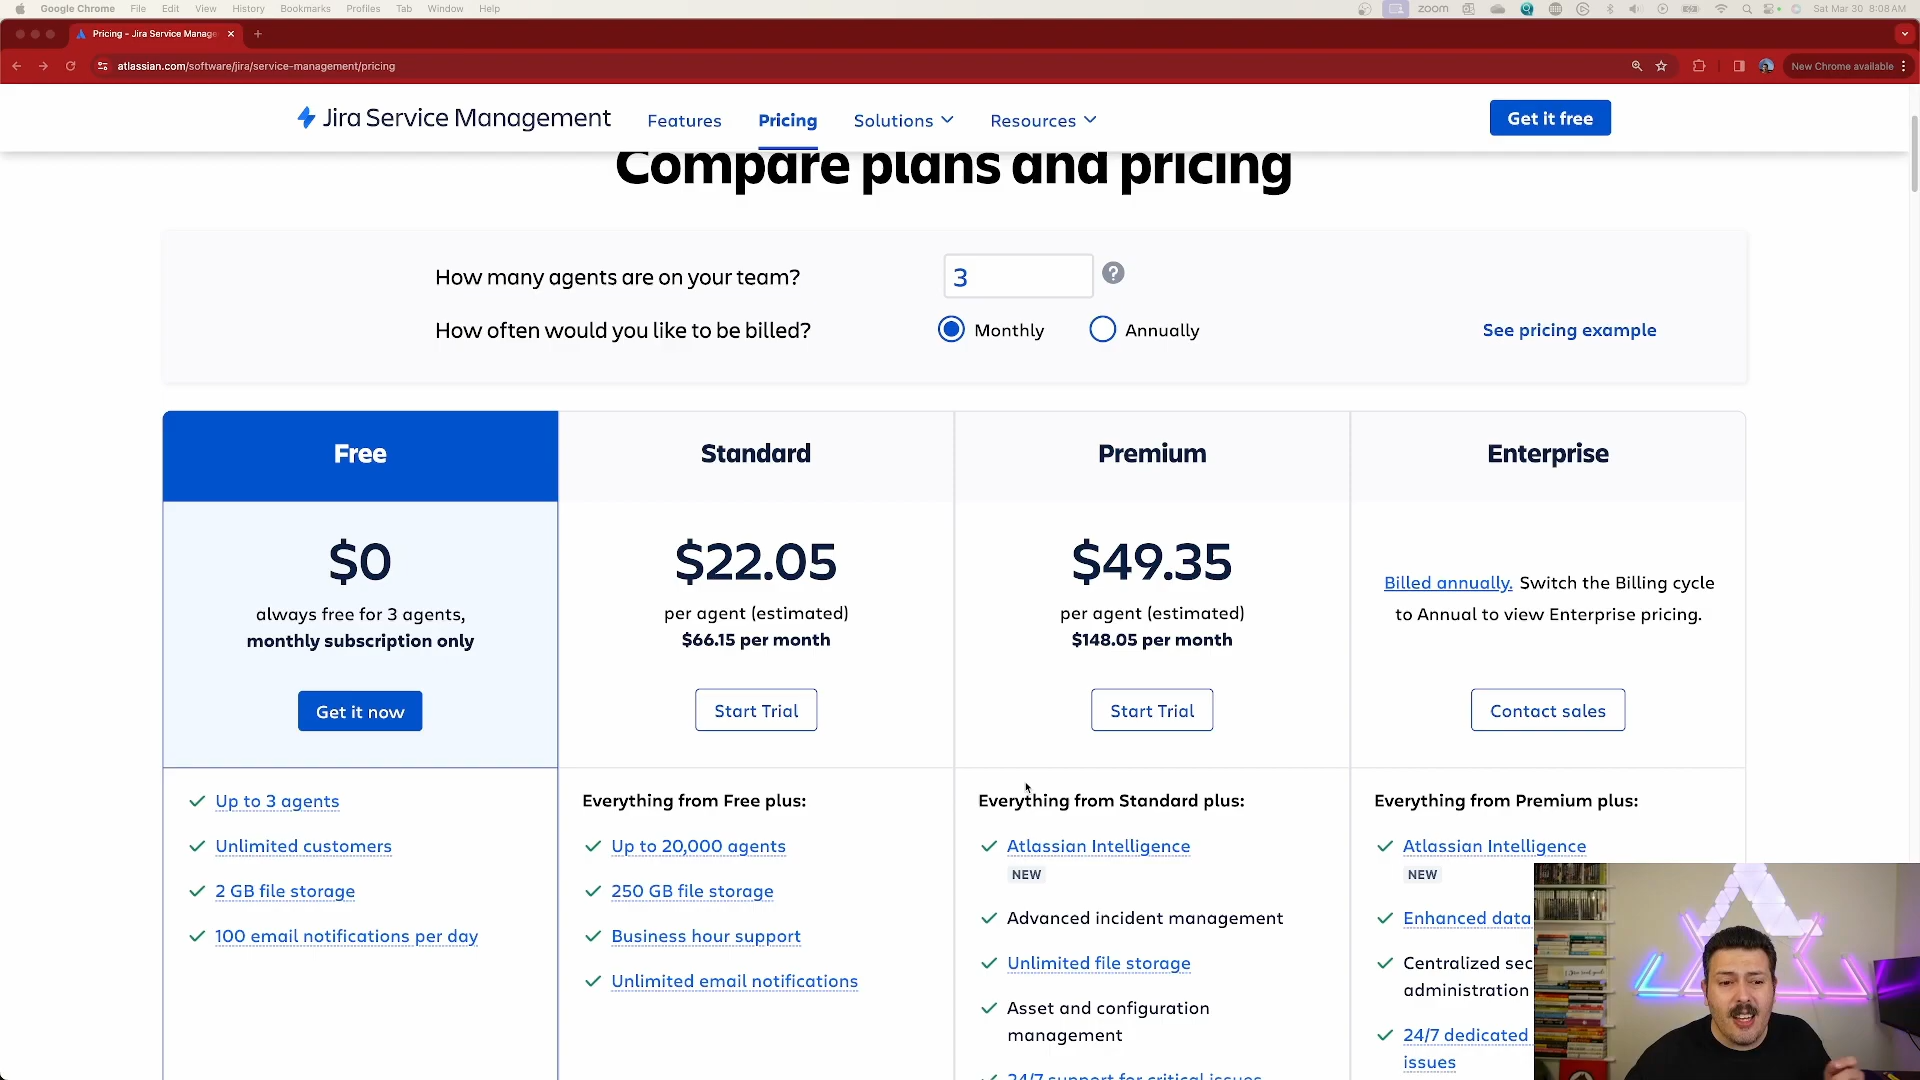 Google Chrome File Edit View History Bookmarks Profiles Tab Window Help
zoom
Sat Mar 30 8:08 AM
Pricing - Jira Service Manage
atlassian.com/software/jira/service-management/pricing
New Chrome available
Jira Service Management
Features
Pricing
Solutions
Resources
Get it free
Compare plans and pricing
How many agents are on your team?
3
?
How often would you like to be billed?
Monthly
Annually
See pricing example
Free
Standard
Premium
Enterprise
$0
always free for 3 agents,
monthly subscription only
Get it now
$22.05
per agent (estimated)
$66.15 per month
Start Trial
$49.35
per agent (estimated)
$148.05 per month
Start Trial
Billed annually. Switch the Billing cycle
to Annual to view Enterprise pricing.
Contact sales
Up to 3 agents
Unlimited customers
2 GB file storage
100 email notifications per day
Everything from Free plus:
Up to 20,000 agents
250 GB file storage
Business hour support
Unlimited email notifications
Everything from Standard plus:
Atlassian Intelligence
NEW
Advanced incident management
Unlimited file storage
Asset and configuration
management
24/7 support for critical issues
Everything from Premium plus:
Atlassian Intelligence
NEW
Enhanced data
Centralized sec
administration
24/7 dedicated
issues